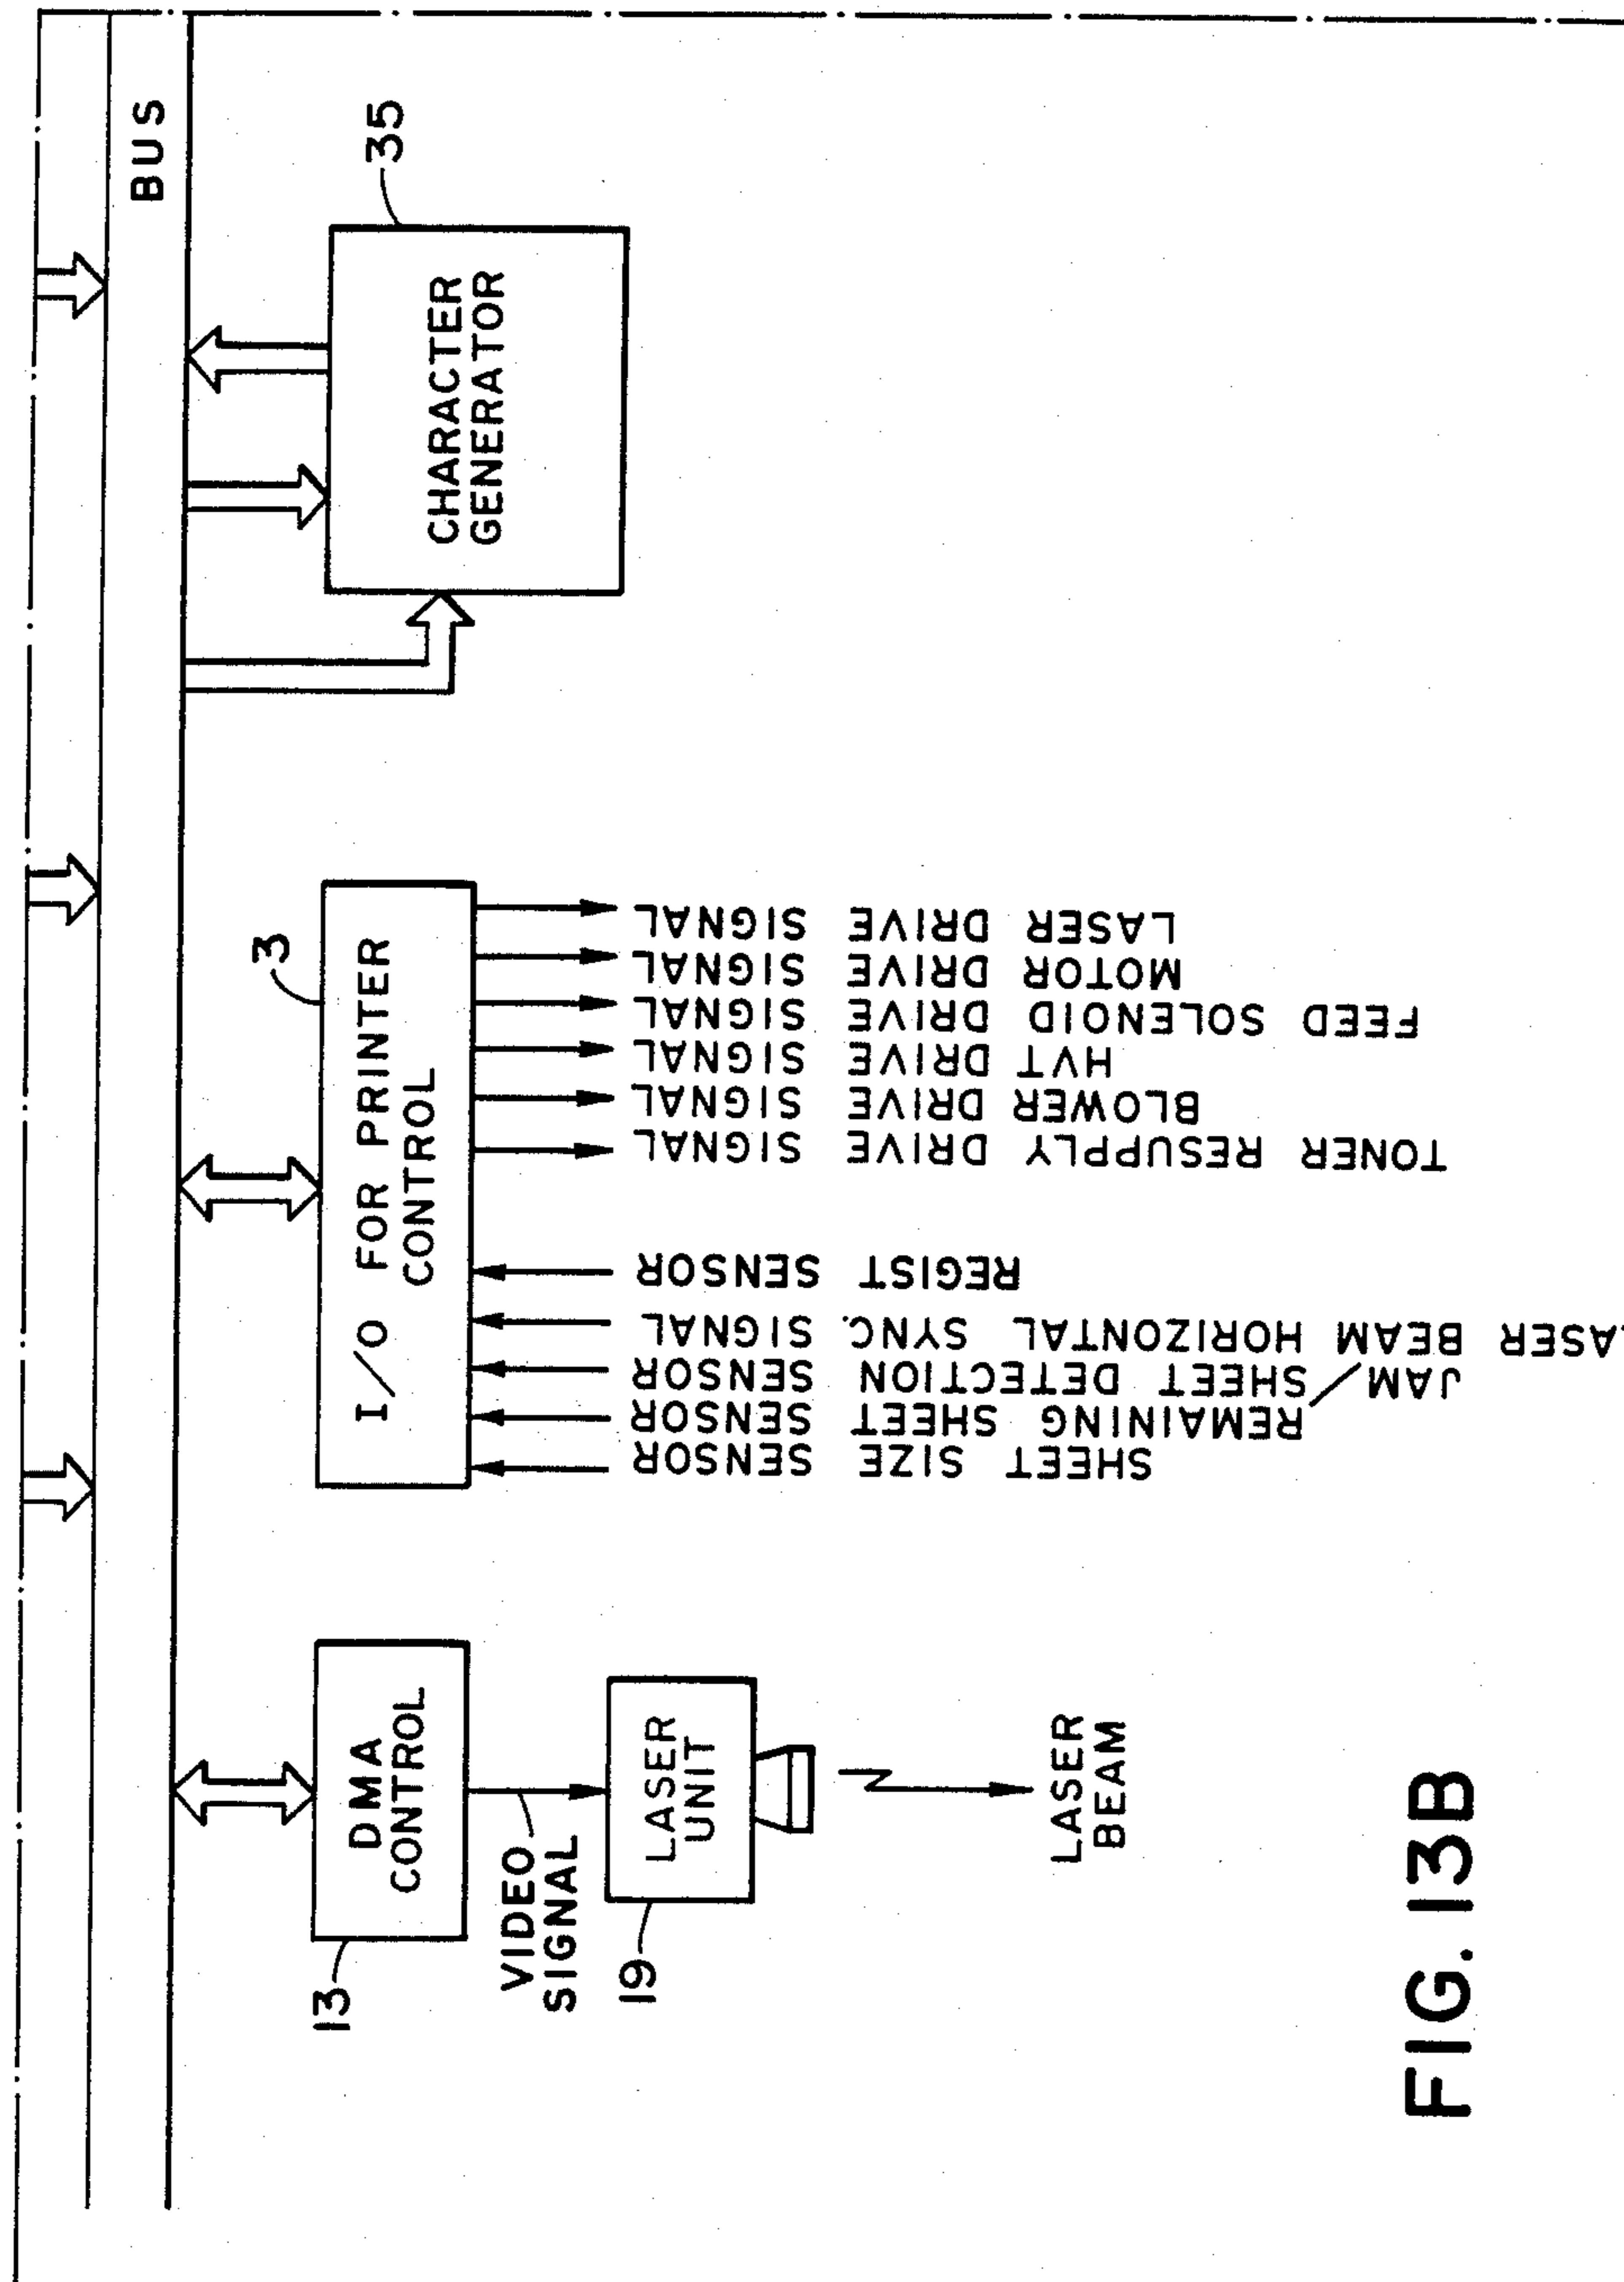 BUS
35
CHARACTER
GENERATOR
3
I/O FOR PRINTER
CONTROL
LASER DRIVE SIGNAL
MOTOR DRIVE SIGNAL
FEED SOLENOID DRIVE SIGNAL
HVT DRIVE SIGNAL
BLOWER DRIVE SIGNAL
TONER RESUPPLY DRIVE SIGNAL
REGIST SENSOR
ASER BEAM HORIZONTAL SYNC. SIGNAL
JAM/SHEET DETECTION SENSOR
REMAINING SHEET SENSOR
SHEET SIZE SENSOR
13
DMA
CONTROL
VIDEO
SIGNAL
19
LASER
UNIT
LASER
BEAM
FIG. 13B